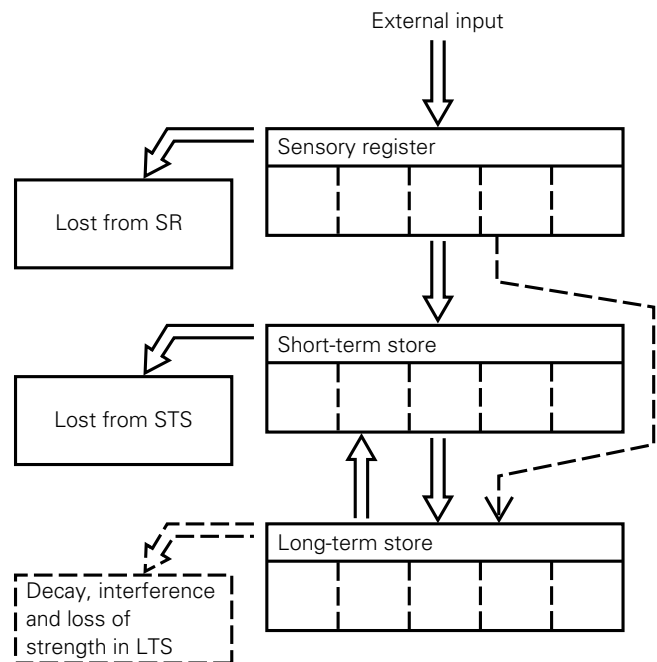 External input
Sensory register
Lost from SR
Short-term store
Lost from STS
Long-term store
Decay, interference
and loss of
strength in LTS